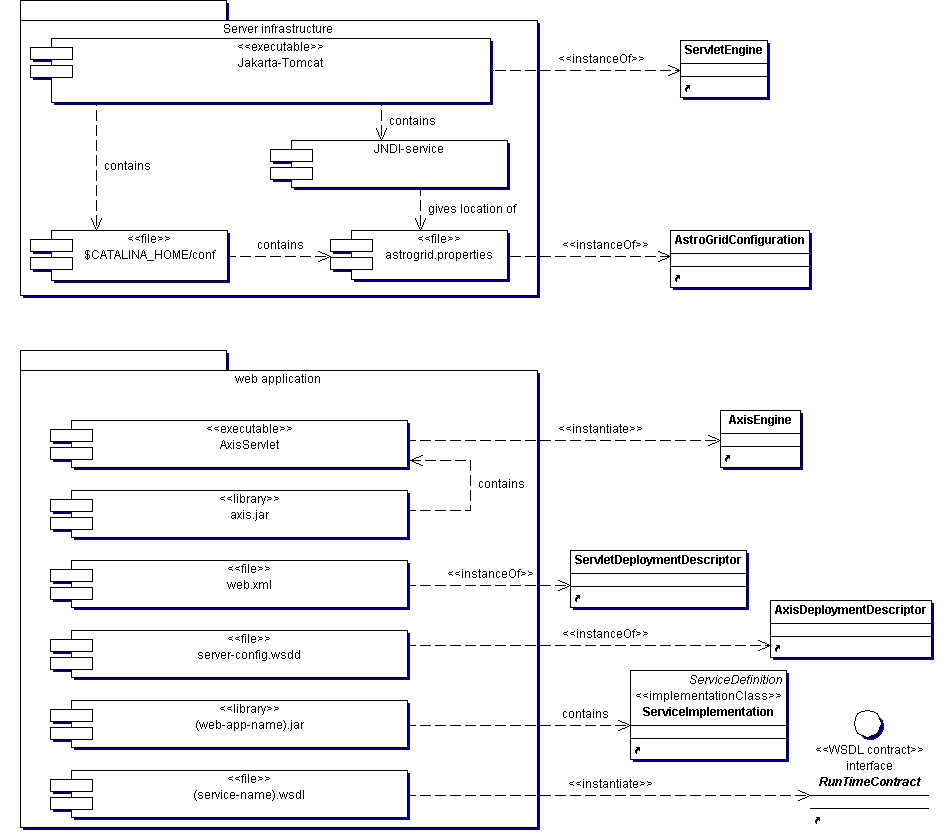 Server infrastructure
<<executable>>
Jakarta-Tomcat
<<instanceOf>>
ServletEngine
contains
contains
JNDI-service
gives location of
<<file>>
$CATALINA_HOME/conf
contains
<<file>>
astrogrid.properties
<<instanceOf>>
AstroGridConfiguration
web application
<<executable>>
AxisServlet
<<instantiate>>
AxisEngine
contains
<<library>>
axis.jar
<<file>>
web.xml
<<instanceOf>>
ServletDeploymentDescriptor
<<file>>
server-config.wsdd
<<instanceOf>>
AxisDeploymentDescriptor
<<library>>
(web-app-name).jar
contains
ServiceDefinition
<<implementationClass>>
ServiceImplementation
<<file>>
(service-name).wsdl
<<instantiate>>
<<WSDL contract>>
interface
RunTimeContract